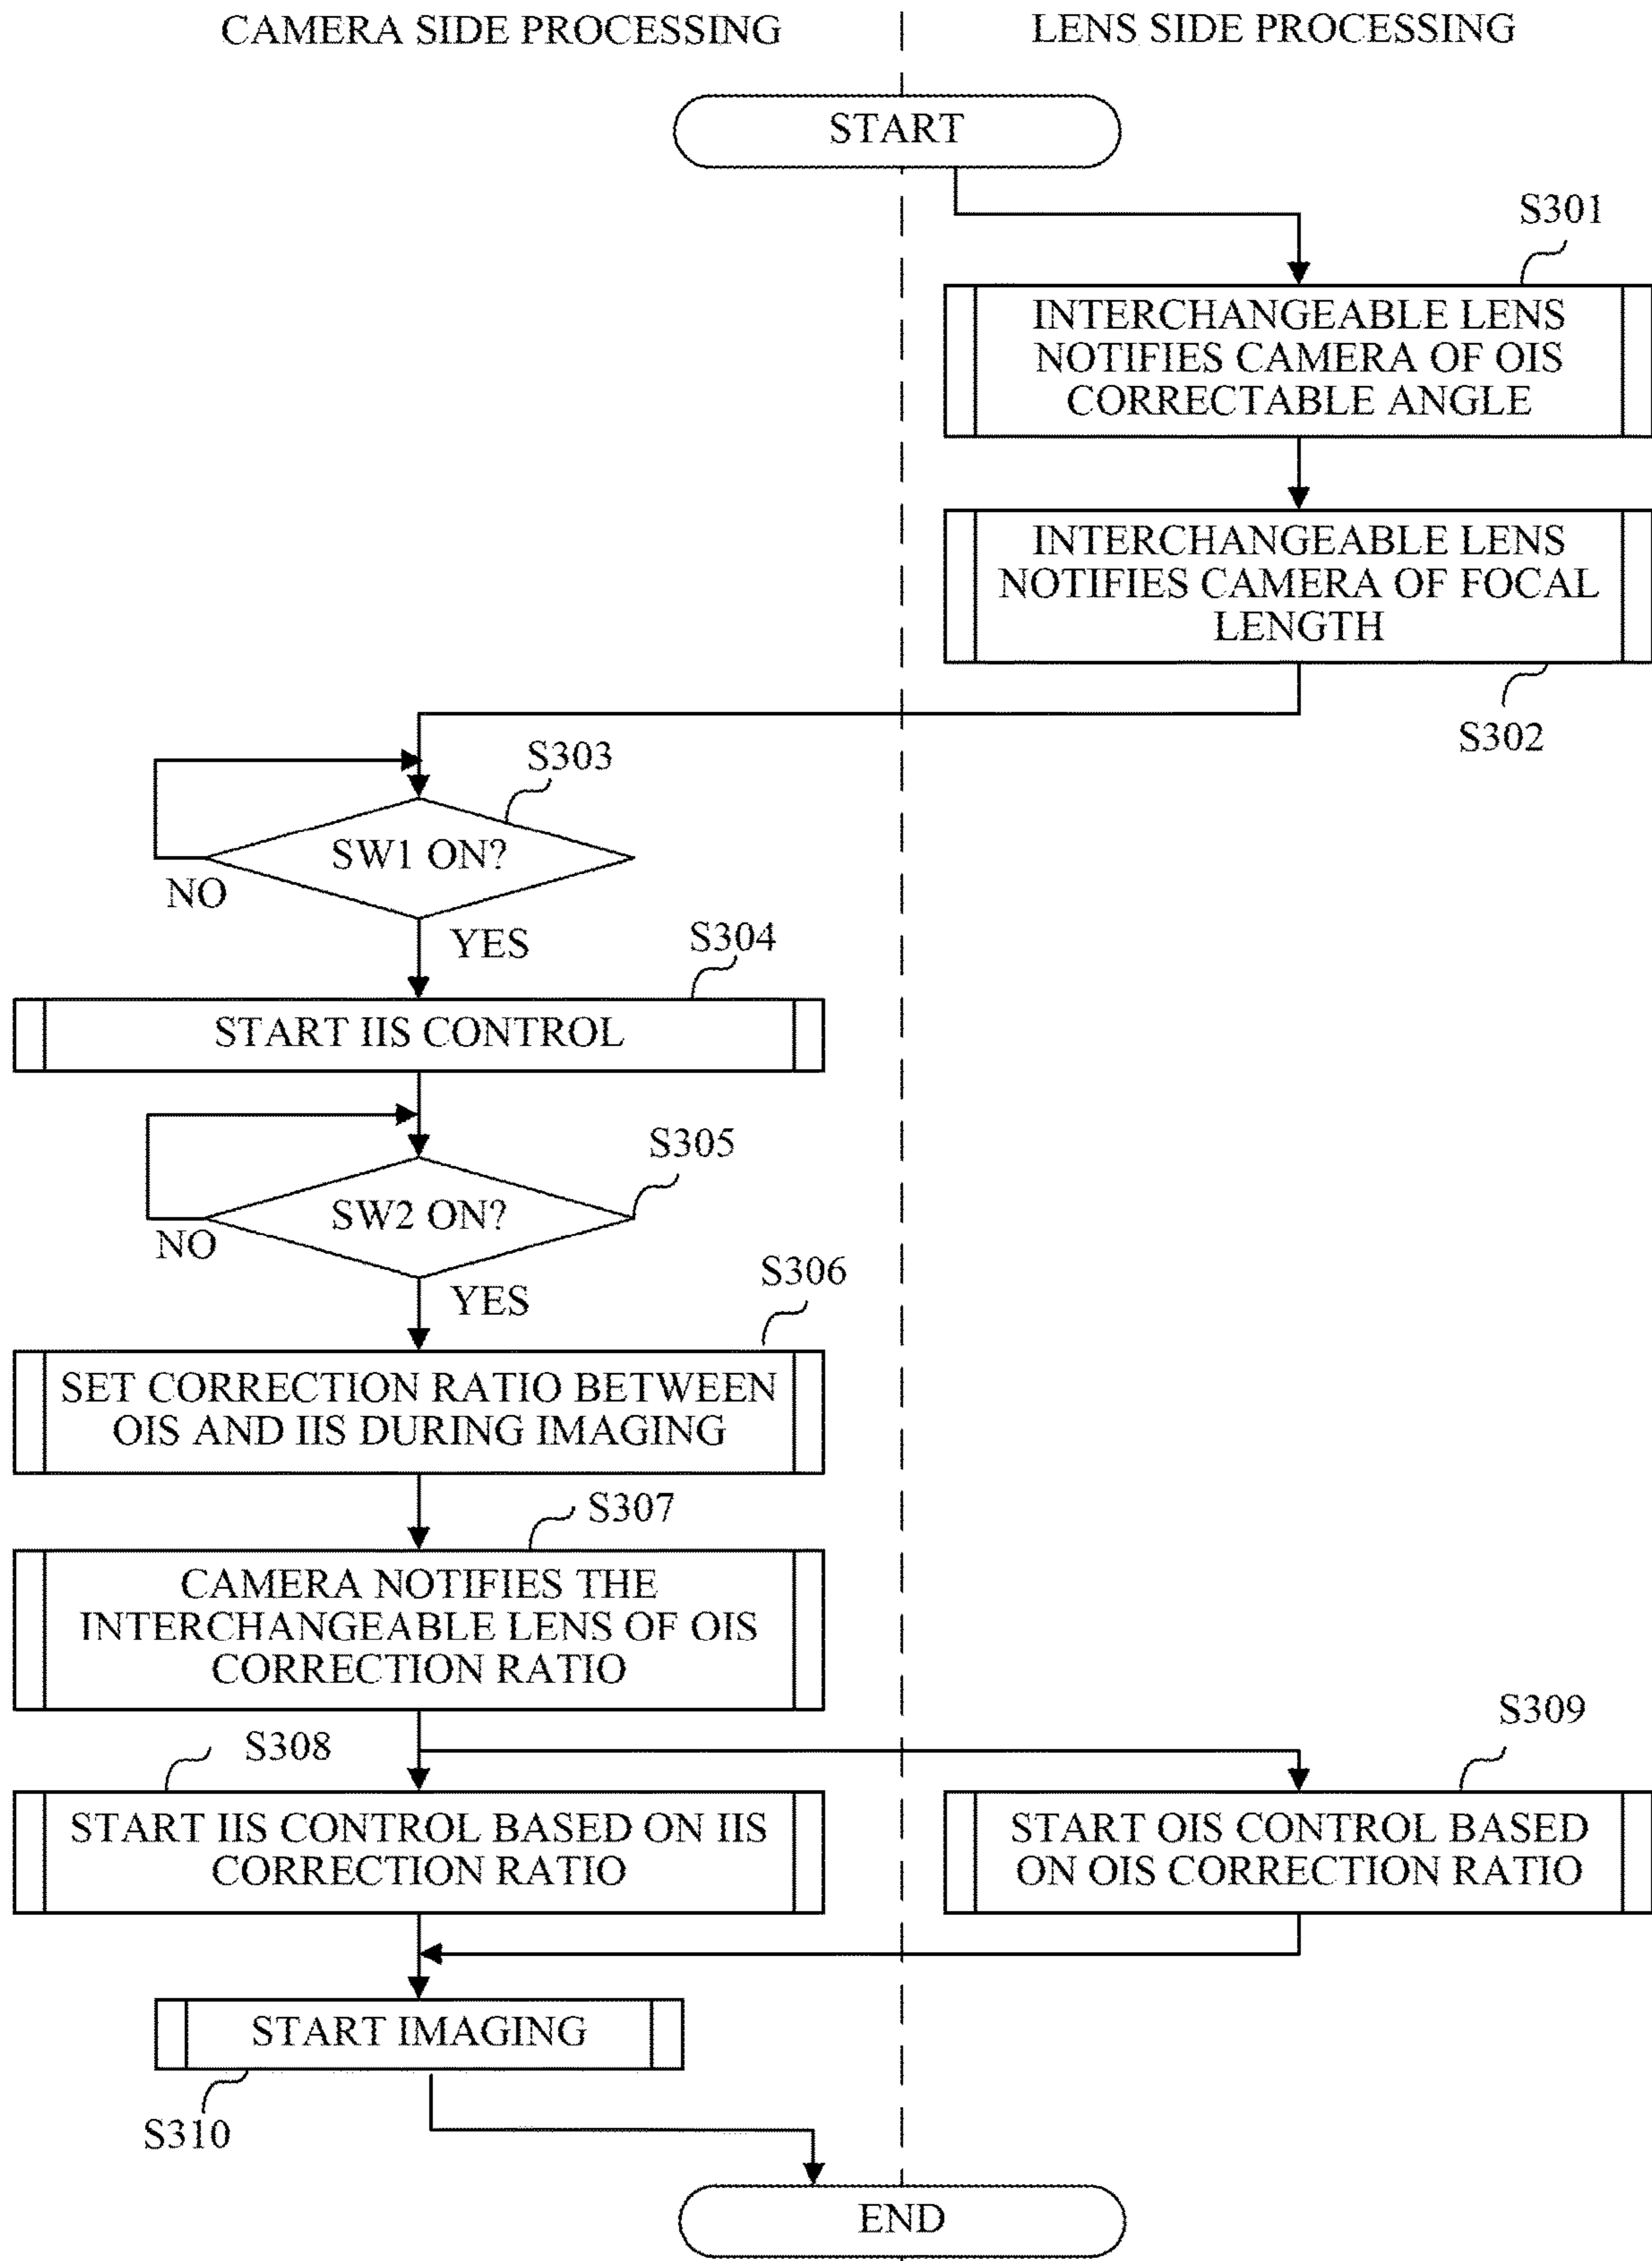 CAMERA SIDE PROCESSING
LENS SIDE PROCESSING
START
S301
INTERCHANGEABLE LENS
NOTIFIES CAMERA OF OIS
CORRECTABLE ANGLE
INTERCHANGEABLE LENS
NOTIFIES CAMERA OF FOCAL
LENGTH
S302
S303
SW1 ON?
NO
YES
S304
START IIS CONTROL
S305
SW2 ON?
NO
YES
S306
SET CORRECTION RATIO BETWEEN
OIS AND IIS DURING IMAGING
S307
CAMERA NOTIFIES THE
INTERCHANGEABLE LENS OF OIS
CORRECTION RATIO
S308
START IIS CONTROL BASED ON IIS
CORRECTION RATIO
S309
START OIS CONTROL BASED
ON OIS CORRECTION RATIO
START IMAGING
S310
END